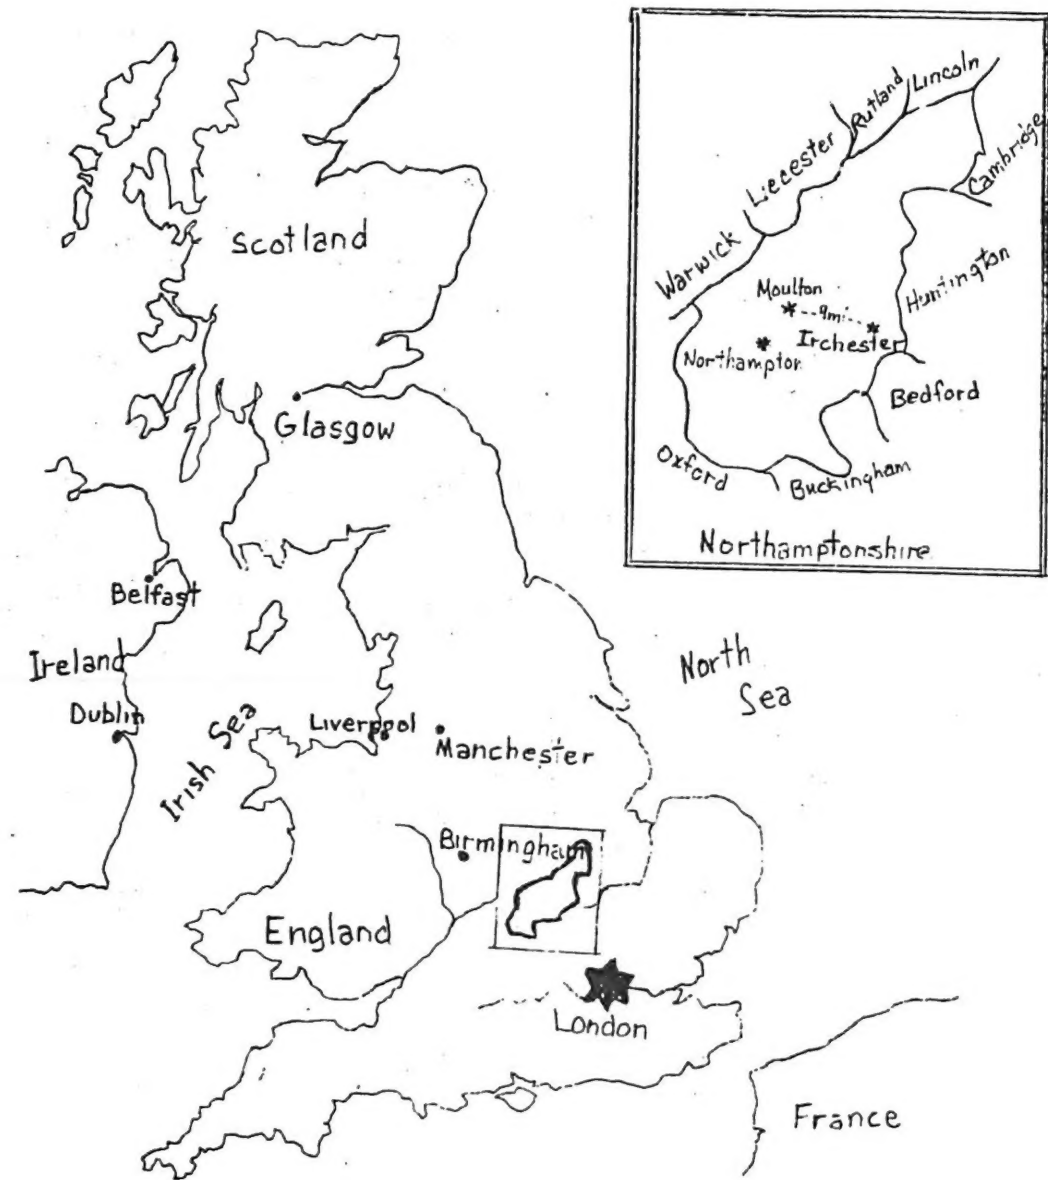 Scotland
Glasgow
Belfast
Ireland
Dublin
Irish Sea
Liverppol
Manchester
Birmingham
England
London
North
Sea
France
Warwick
Liecester
Rutland
Lincoln
Cambridge
Huntington
Moulton
9mi.
Irchester
Northampton
Bedford
Oxford
Buckingham
Northamptonshire